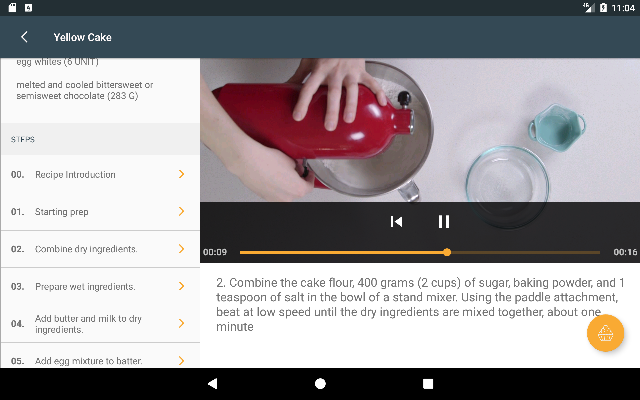 11:04
Yellow Cake
egg whites (6 UNIT)
melted and cooled bittersweet or
semisweet chocolate (283 G)
STEPS
00. Recipe Introduction
01. Starting prep
02. Combine dry ingredients.
03. Prepare wet ingredients.
04. Add butter and milk to dry
ingredients.
05. Add egg mixture to batter.
00:09
00:16
2. Combine the cake flour, 400 grams (2 cups) of sugar, baking powder, and 1
teaspoon of salt in the bowl of a stand mixer. Using the paddle attachment,
beat at low speed until the dry ingredients are mixed together, about one
minute